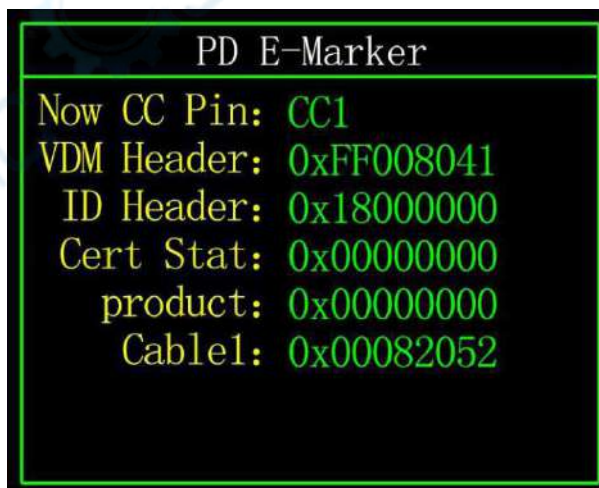 PD E-Marker
Now CC Pin: CC1
VDM Header: 0xFF008041
ID Header: 0x18000000
Cert Stat: 0x00000000
product: 0x00000000
Cable1: 0x00082052